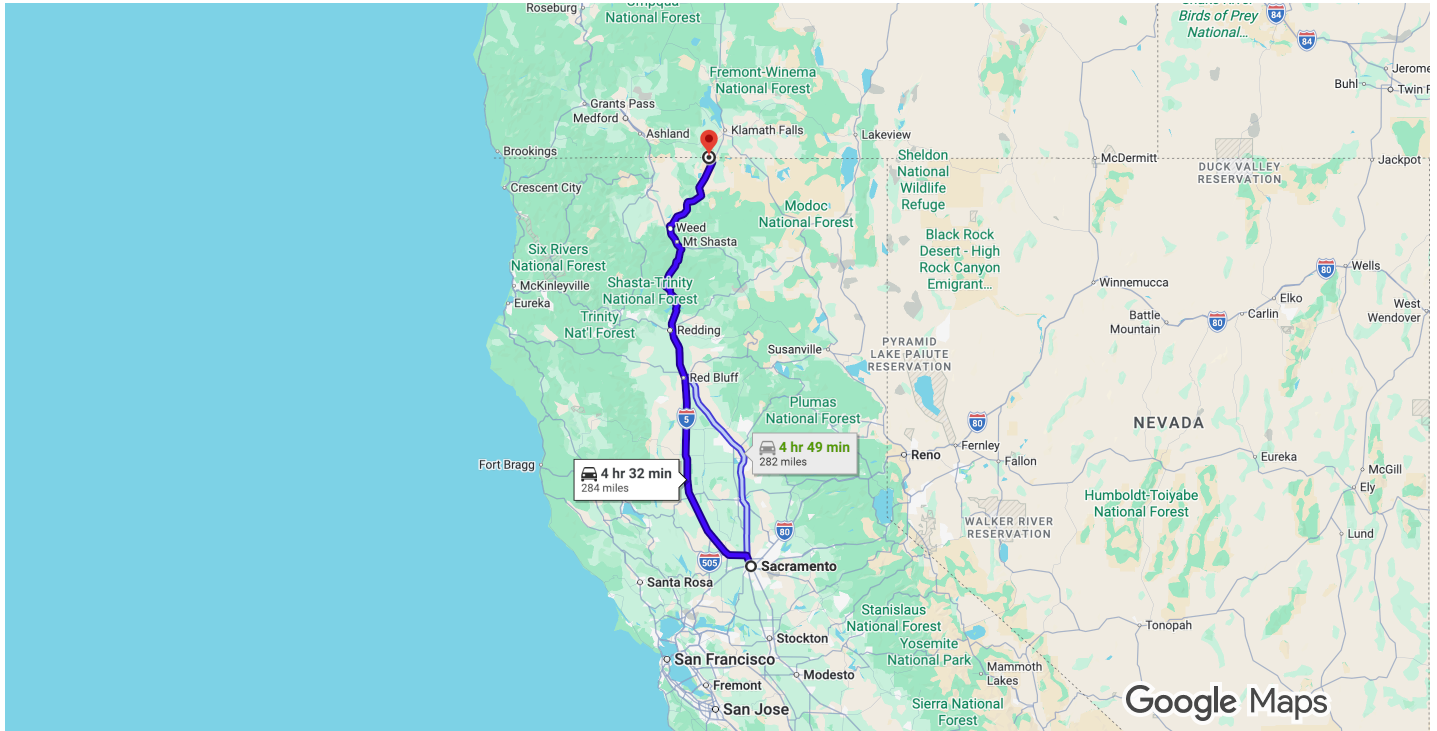 Roseburg
National Forest
Birds of Prey
National...
84
84
Fremont-Winema
National Forest
Jerome
Buhl
Twin F
Grants Pass
Medford
Ashland
Klamath Falls
Lakeview
Brookings
Sheldon
National
Wildlife
Refuge
McDermitt
DUCK VALLEY
RESERVATION
Jackpot
Crescent City
Modoc
National Forest
Weed
Mt Shasta
Black Rock
Desert - High
Rock Canyon
Emigrant...
Six Rivers
National Forest
80
Wells
McKinleyville
Shasta-Trinity
National Forest
Winnemucca
Eureka
Trinity
Nat'l Forest
Elko
Carlin
West
Wendover
Battle
Mountain
80
Redding
Susanville
PYRAMID
LAKE PAIUTE
RESERVATION
Red Bluff
Plumas
National Forest
5
80
NEVADA
4 hr 49 min
282 miles
Fernley
Reno
Fallon
Eureka
Fort Bragg
4 hr 32 min
284 miles
McGill
Ely
Humboldt-Toiyabe
National Forest
80
WALKER RIVER
RESERVATION
Lund
505
Sacramento
Santa Rosa
Stanislaus
National Forest
Tonopah
Stockton
Yosemite
National Park
San Francisco
Mammoth
Lakes
Modesto
Fremont
San Jose
Sierra National
Forest
Google Maps